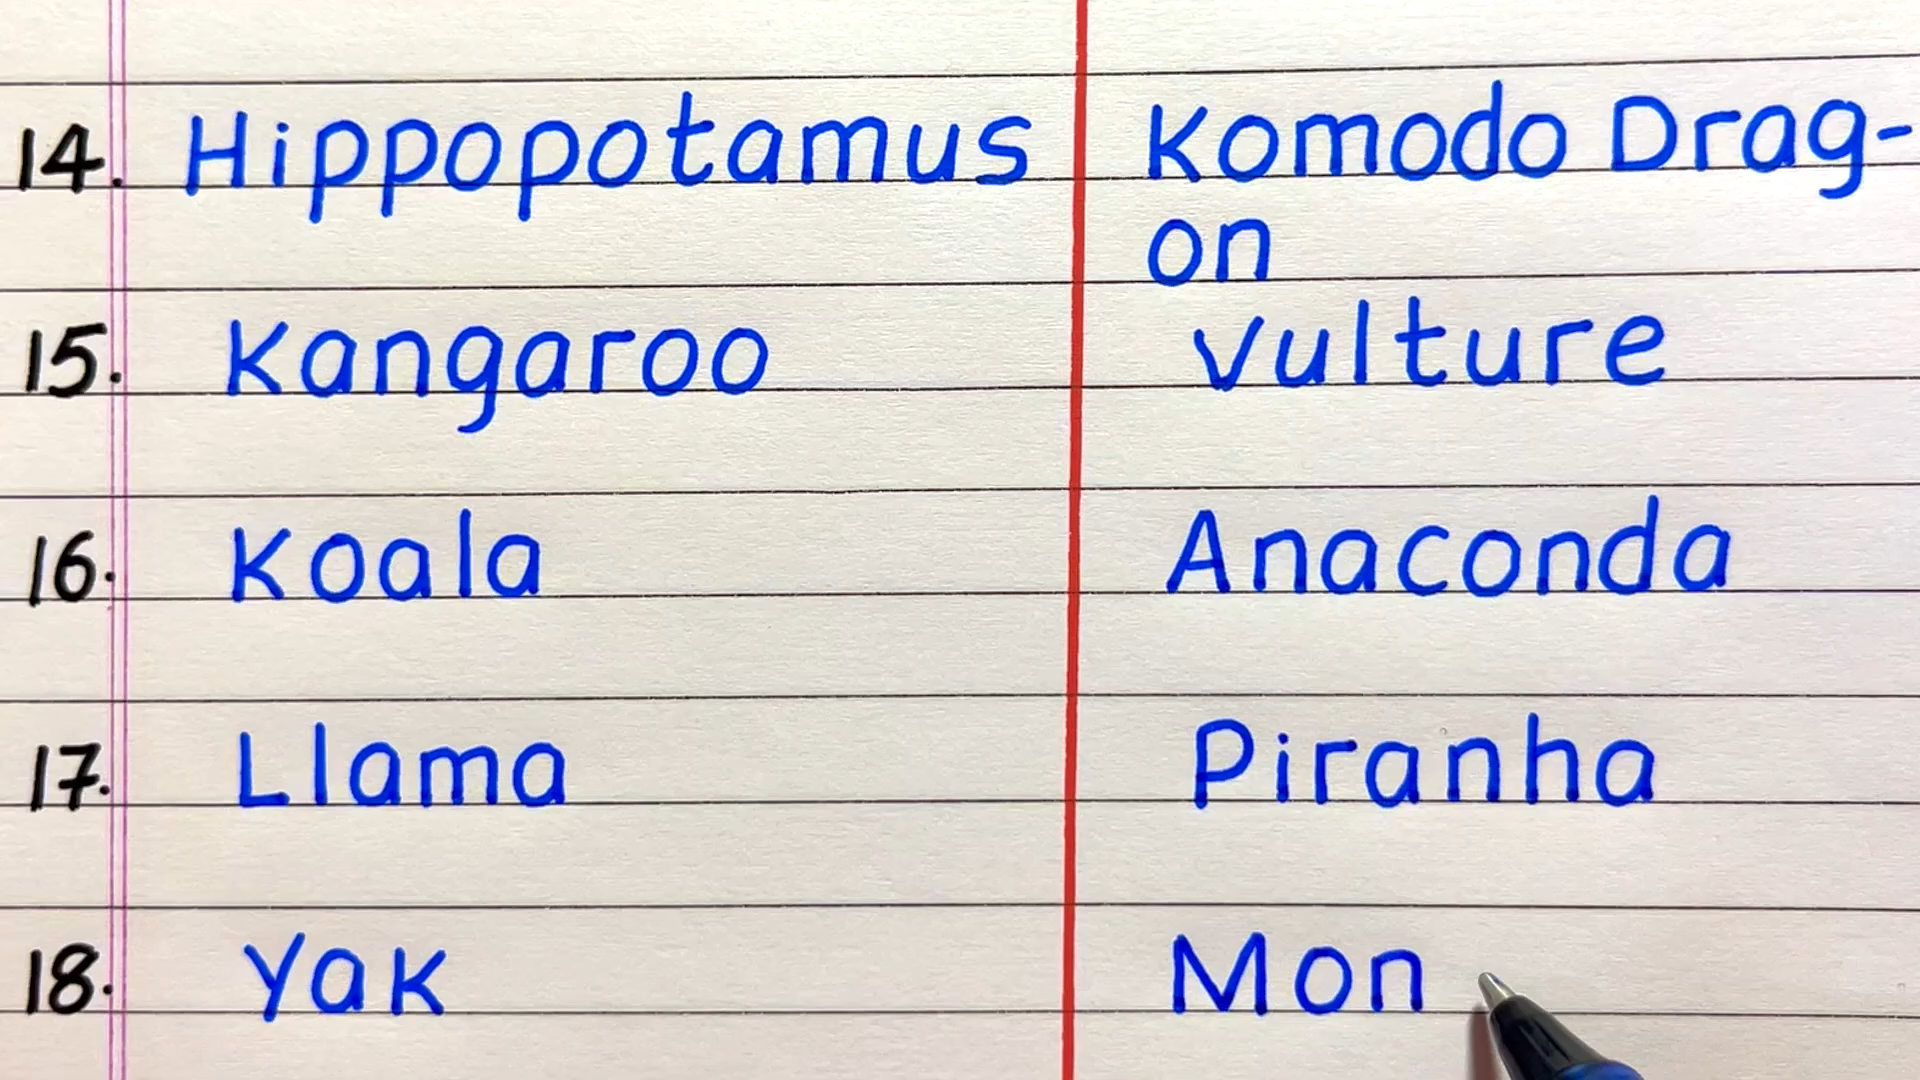 14. Hippopotamus Komodo Drag-
on
15. Kangaroo vulture
16. Koala Anaconda
17. Llama Piranha
18. Yak Mon